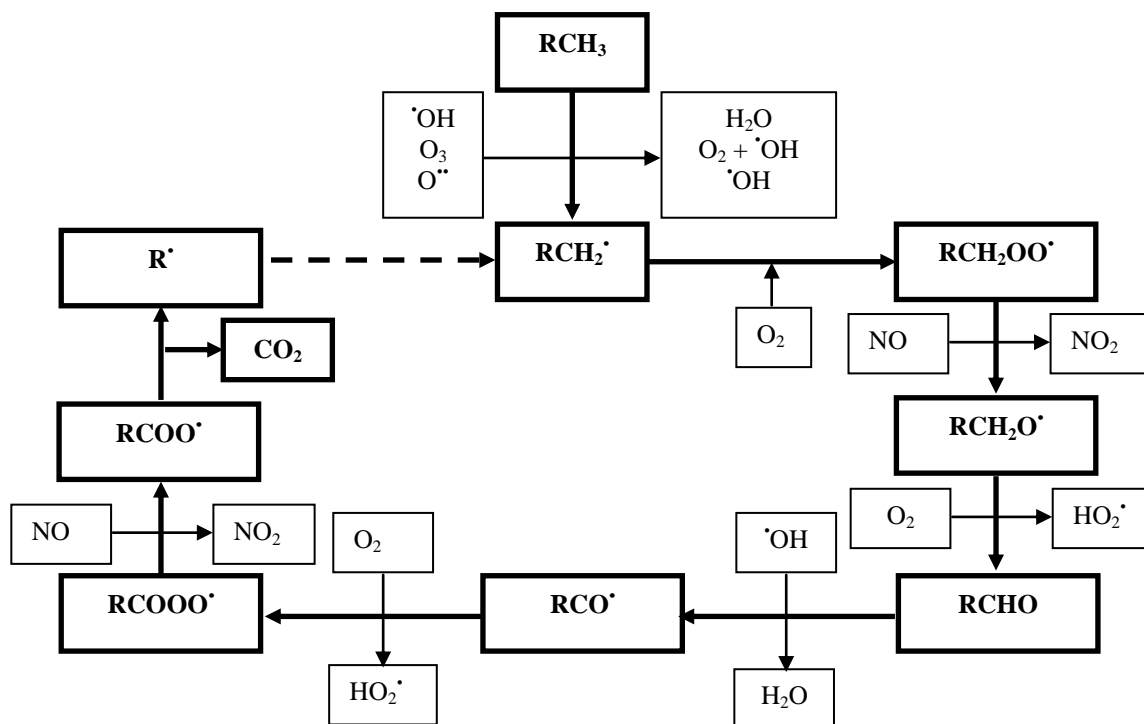 RCH₃
•OH
O₃
O••
H₂O
O₂ + •OH
•OH
R•
RCH₂•
RCH₂OO•
O₂
NO
NO₂
CO₂
RCOO•
RCH₂O•
NO
NO₂
O₂
•OH
O₂
HO₂•
RCOOO•
RCO•
RCHO
HO₂•
H₂O